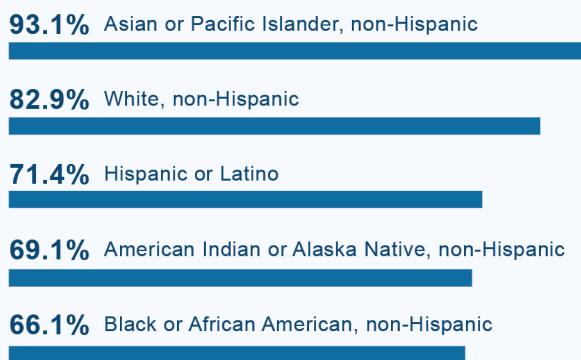 93.1% Asian or Pacific Islander, non-Hispanic
82.9% White, non-Hispanic
71.4% Hispanic or Latino
69.1% American Indian or Alaska Native, non-Hispanic
66.1% Black or African American, non-Hispanic